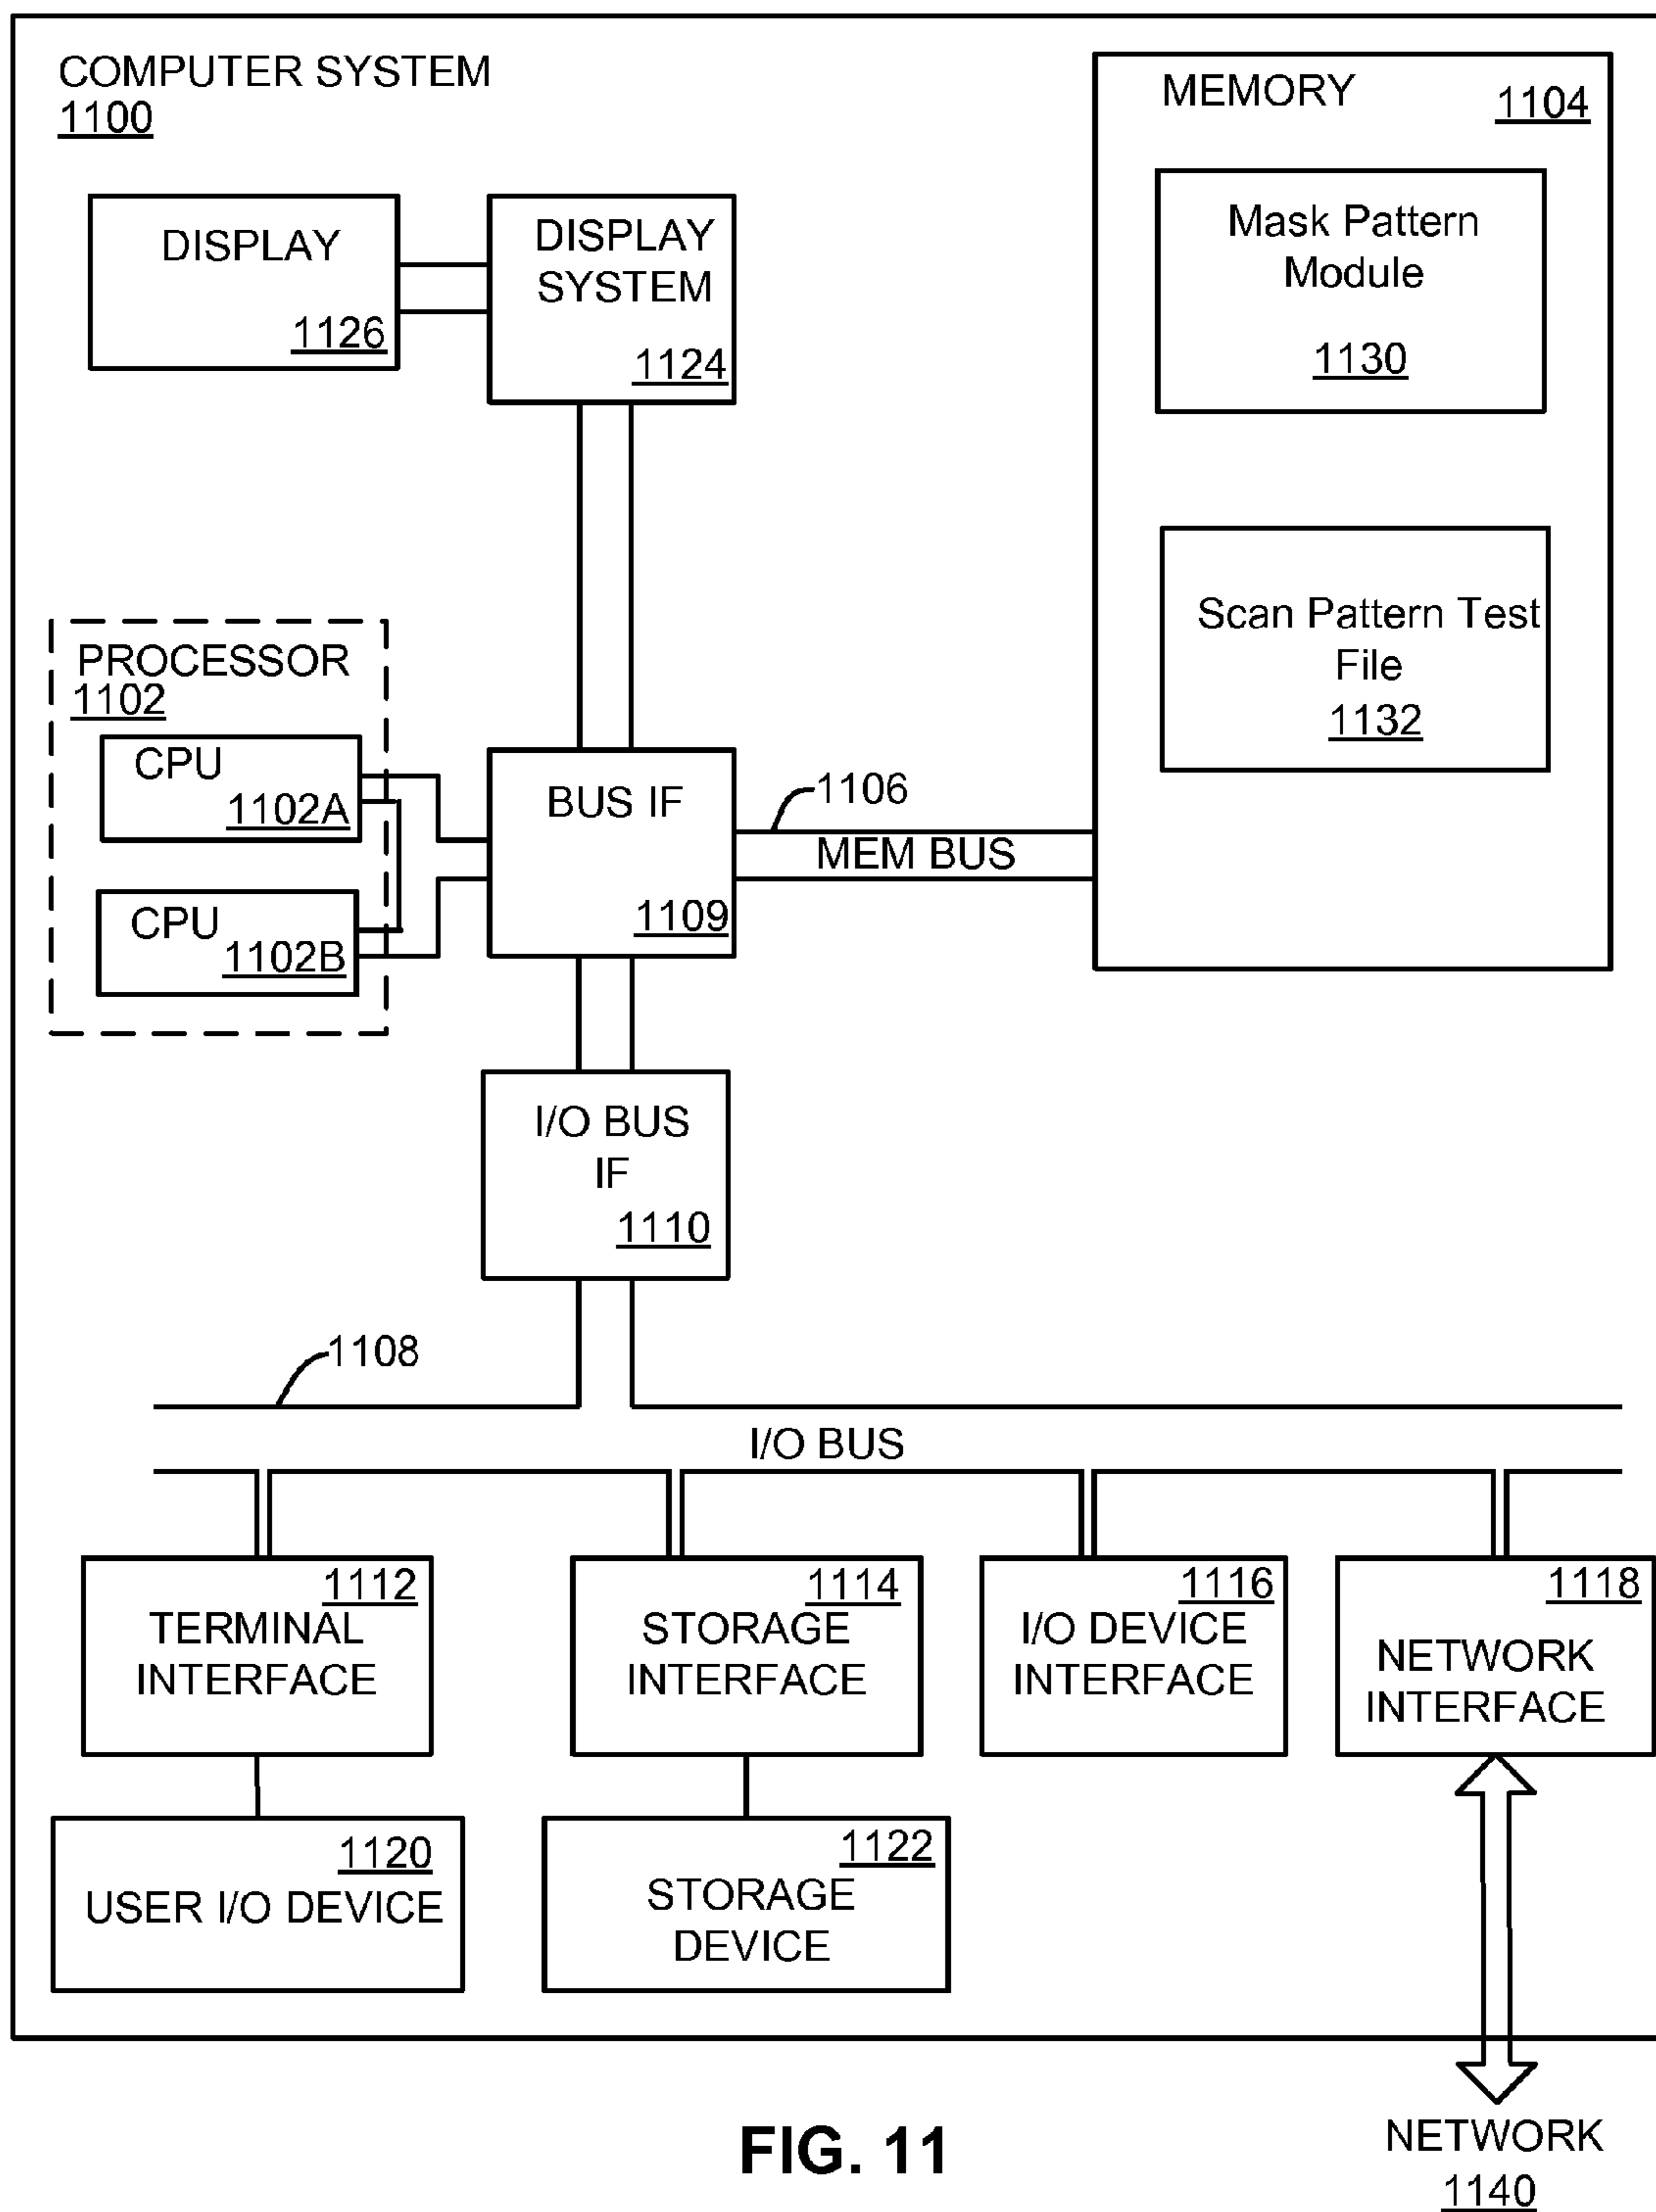 COMPUTER SYSTEM
1100
MEMORY
1104
Mask Pattern
Module
1130
Scan Pattern Test
File
1132
DISPLAY
1126
DISPLAY
SYSTEM
1124
PROCESSOR
1102
CPU
1102A
CPU
1102B
BUS IF
1109
1106
MEM BUS
I/O BUS
IF
1110
1108
I/O BUS
1112
TERMINAL
INTERFACE
1114
STORAGE
INTERFACE
1116
I/O DEVICE
INTERFACE
1118
NETWORK
INTERFACE
1120
USER I/O DEVICE
1122
STORAGE
DEVICE
FIG. 11
NETWORK
1140